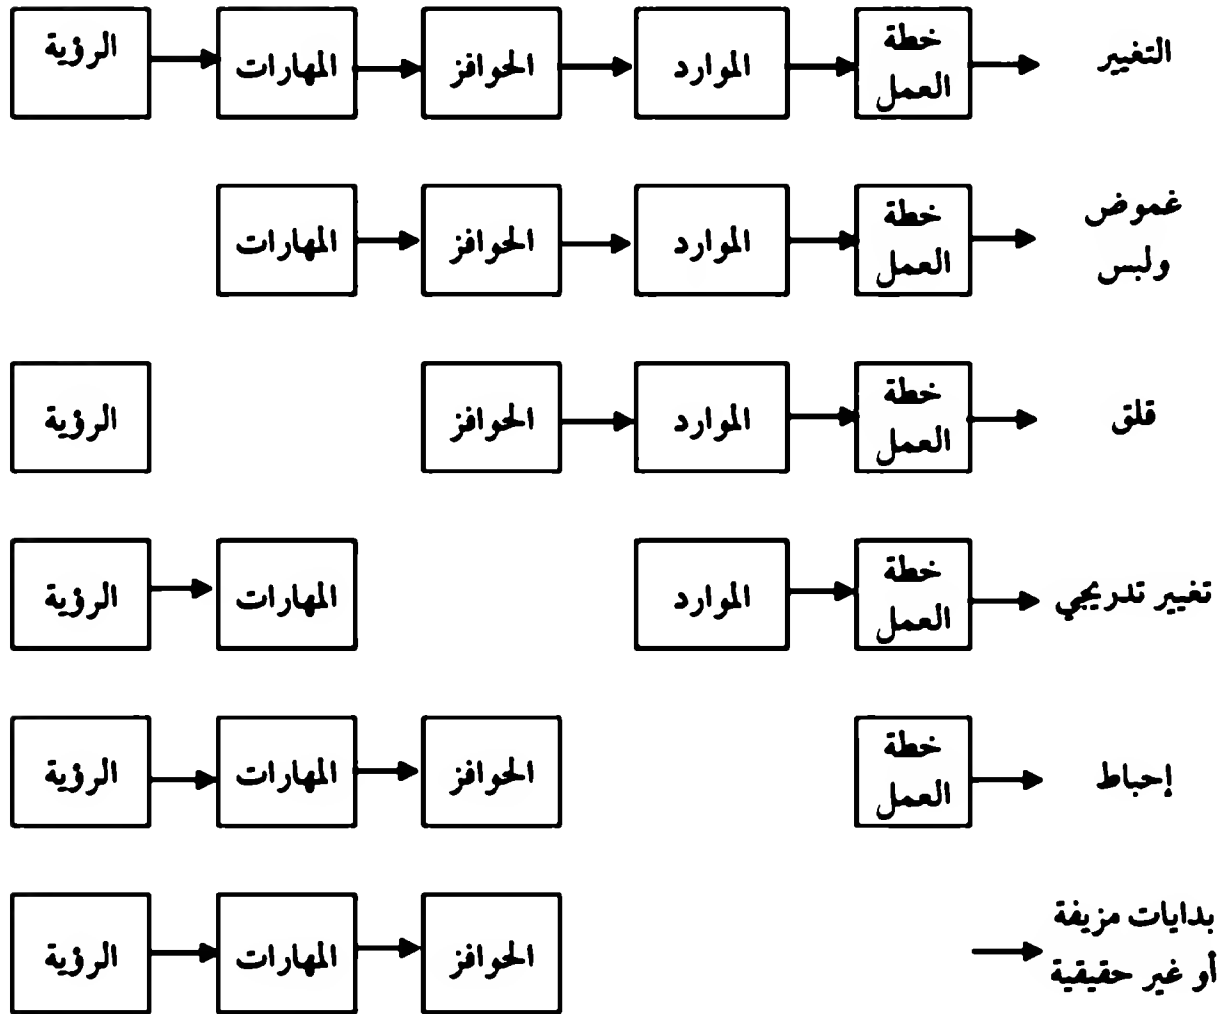 الرؤية
المهارات
الحوافز
الموارد
خطة
العمل
التغيير
المهارات
الحوافز
الموارد
خطة
العمل
غموض
ولبس
الرؤية
الحوافز
الموارد
خطة
العمل
قلق
الرؤية
المهارات
الموارد
خطة
العمل
تغيير تدريجي
الرؤية
المهارات
الحوافز
خطة
العمل
إحباط
الرؤية
المهارات
الحوافز
بدايات مزيفة
أو غير حقيقية